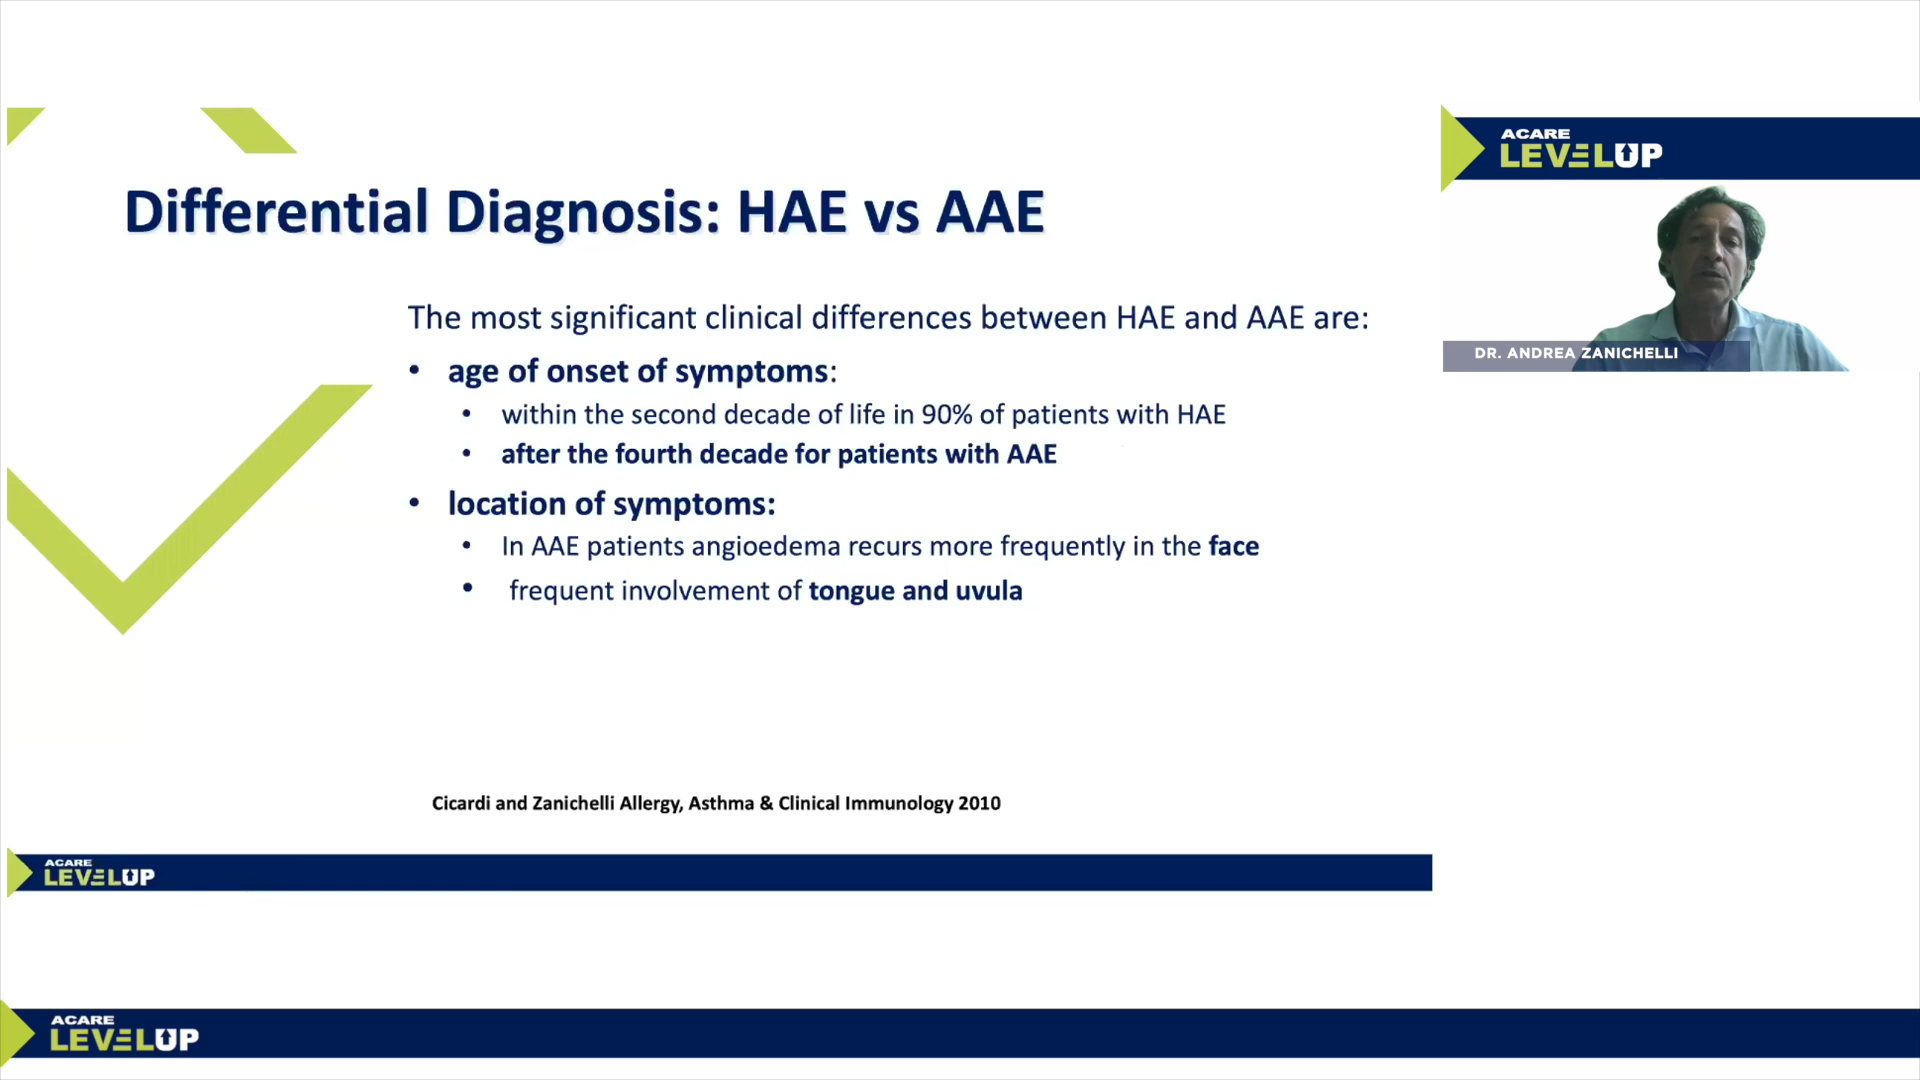 Differential Diagnosis: HAE vs AAE
The most significant clinical differences between HAE and AAE are:
• age of onset of symptoms:
• within the second decade of life in 90% of patients with HAE
• after the fourth decade for patients with AAE
• location of symptoms:
• In AAE patients angioedema recurs more frequently in the face
• frequent involvement of tongue and uvula
Cicardi and Zanichelli Allergy, Asthma & Clinical Immunology 2010
ACARE
LEVELUP
ACARE
LEVELUP
DR. ANDREA ZANICHELLI
ACARE
LEVELUP